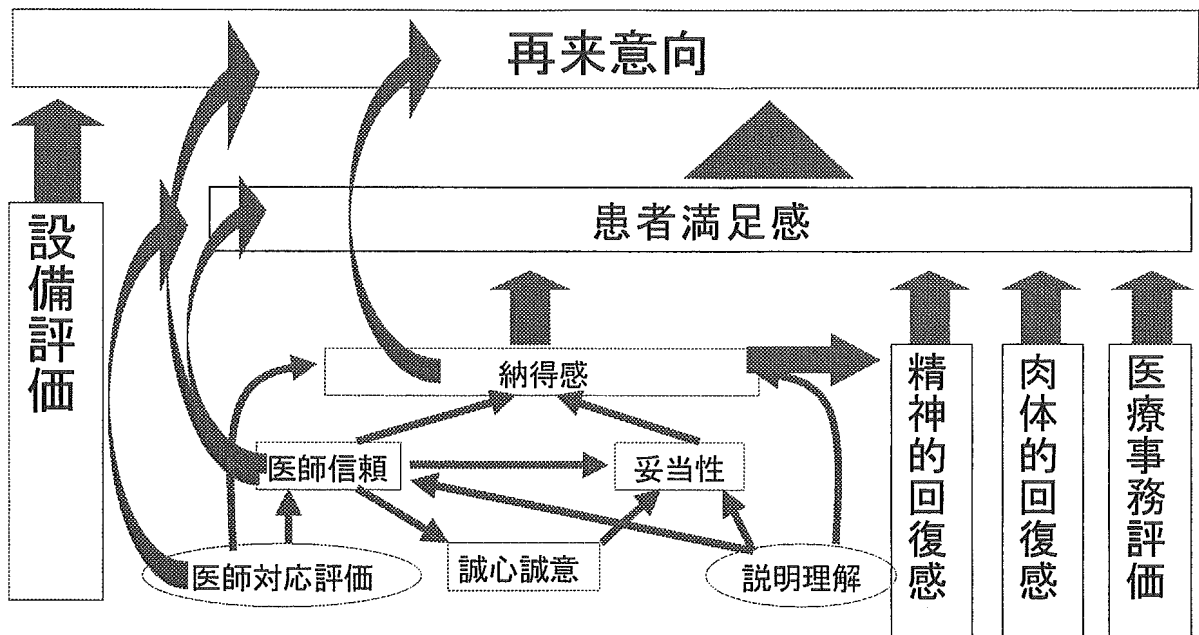 再来意向
患者満足感
設備評価
納得感
医師信頼
妥当性
医師対応評価
誠心誠意
説明理解
精神的回復感
肉体的回復感
医療事務評価